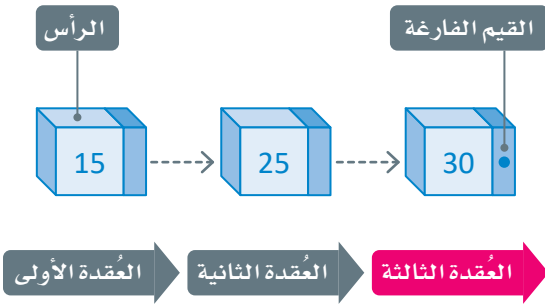 الرأس
القيم الفارغة
15
25
30
العُقدة الأولى
العُقدة الثانية
العُقدة الثالثة